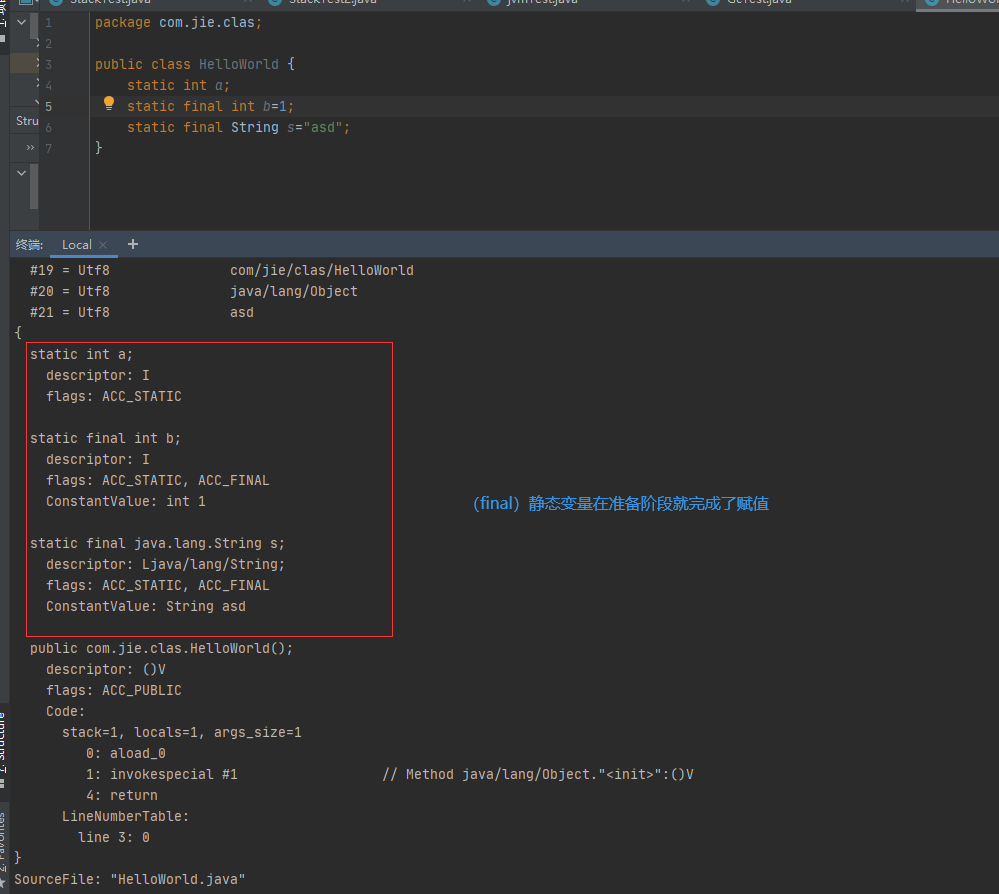 StackTest.java StackTest2.java jvmTest.java GcTest.java
1 package com.jie.clas;
2
3 public class HelloWorld {
4 static int a;
5 static final int b=1;
6 static final String s="asd";
7 }
Stru
»
终端: Local × +
#19 = Utf8 com/jie/clas/HelloWorld
#20 = Utf8 java/lang/Object
#21 = Utf8 asd
{
static int a;
descriptor: I
flags: ACC_STATIC
static final int b;
descriptor: I
flags: ACC_STATIC, ACC_FINAL
ConstantValue: int 1
（final）静态变量在准备阶段就完成了赋值
static final java.lang.String s;
descriptor: Ljava/lang/String;
flags: ACC_STATIC, ACC_FINAL
ConstantValue: String asd
public com.jie.clas.HelloWorld();
descriptor: ()V
flags: ACC_PUBLIC
Code:
stack=1, locals=1, args_size=1
0: aload_0
1: invokespecial #1 // Method java/lang/Object."<init>":()V
4: return
LineNumberTable:
line 3: 0
}
SourceFile: "HelloWorld.java"